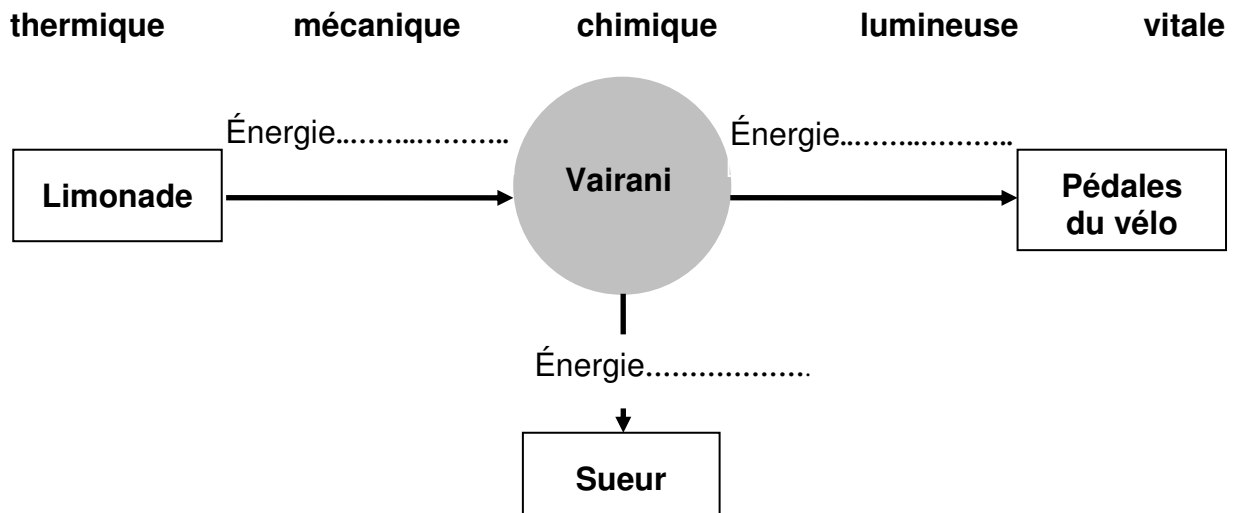 thermique mécanique chimique lumineuse vitale
Énergie..……...………..
Énergie..……...………..
Limonade
Vairani
Pédales
du vélo
Énergie……………….
Sueur